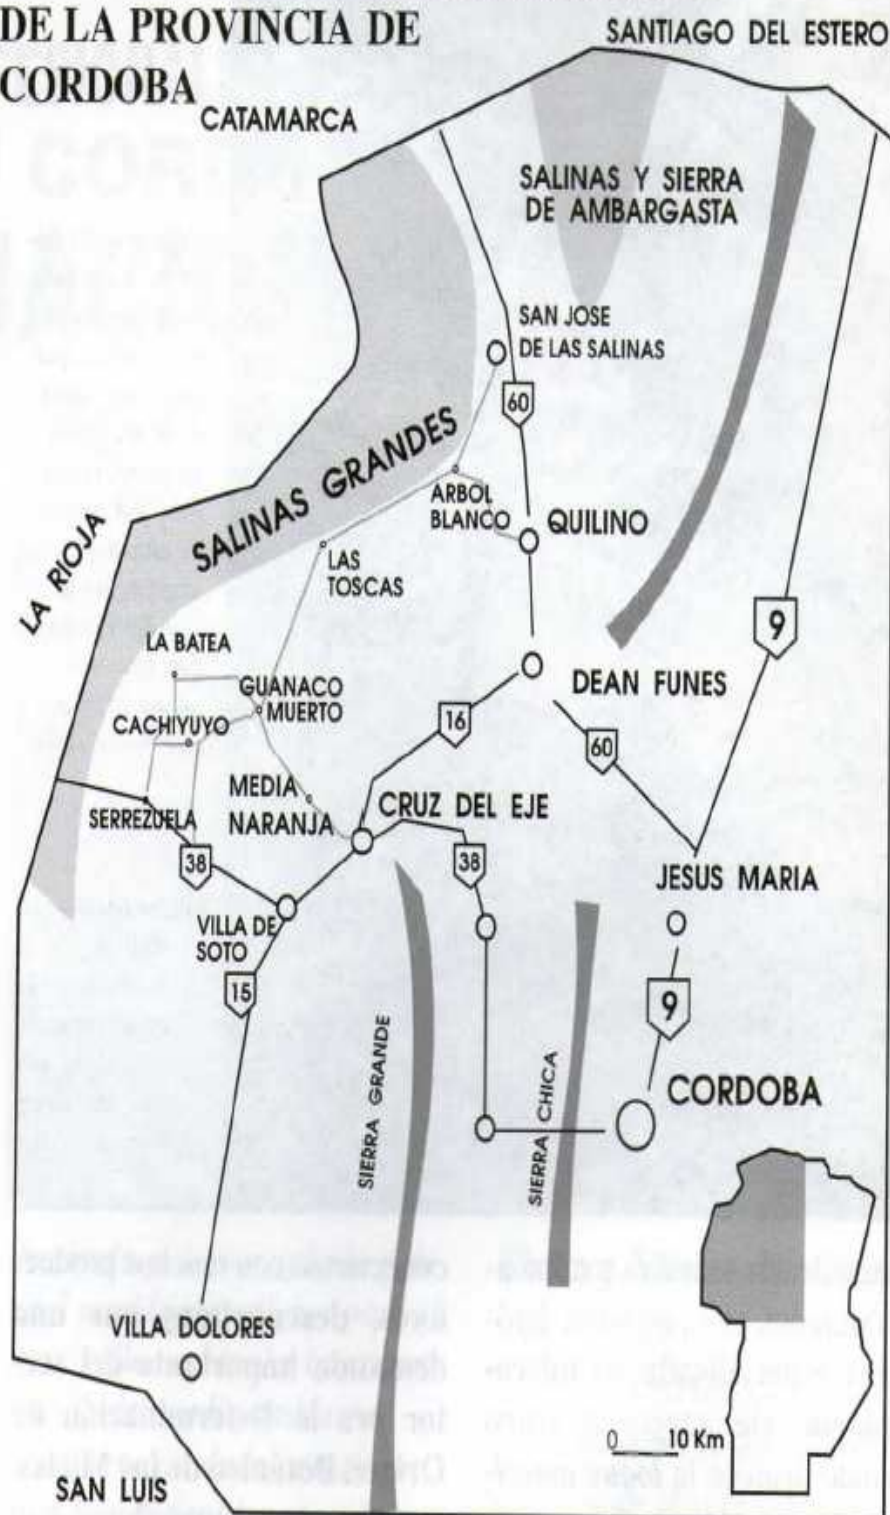 DE LA PROVINCIA DE
CORDOBA
SANTIAGO DEL ESTERO
CATAMARCA
SALINAS Y SIERRA
DE AMBARGASTA
SAN JOSE
DE LAS SALINAS
60
SALINAS GRANDES
ARBOL
BLANCO
QUILINO
LA RIOJA
LAS
TOSCAS
9
LA BATEA
GUANACO
MUERTO
DEAN FUNES
CACHIYUYO
16
60
MEDIA
NARANJA
CRUZ DEL EJE
SERREZUELA
38
38
JESUS MARIA
VILLA DE
SOTO
15
9
SIERRA GRANDE
SIERRA CHICA
CORDOBA
VILLA DOLORES
0 10 Km
SAN LUIS